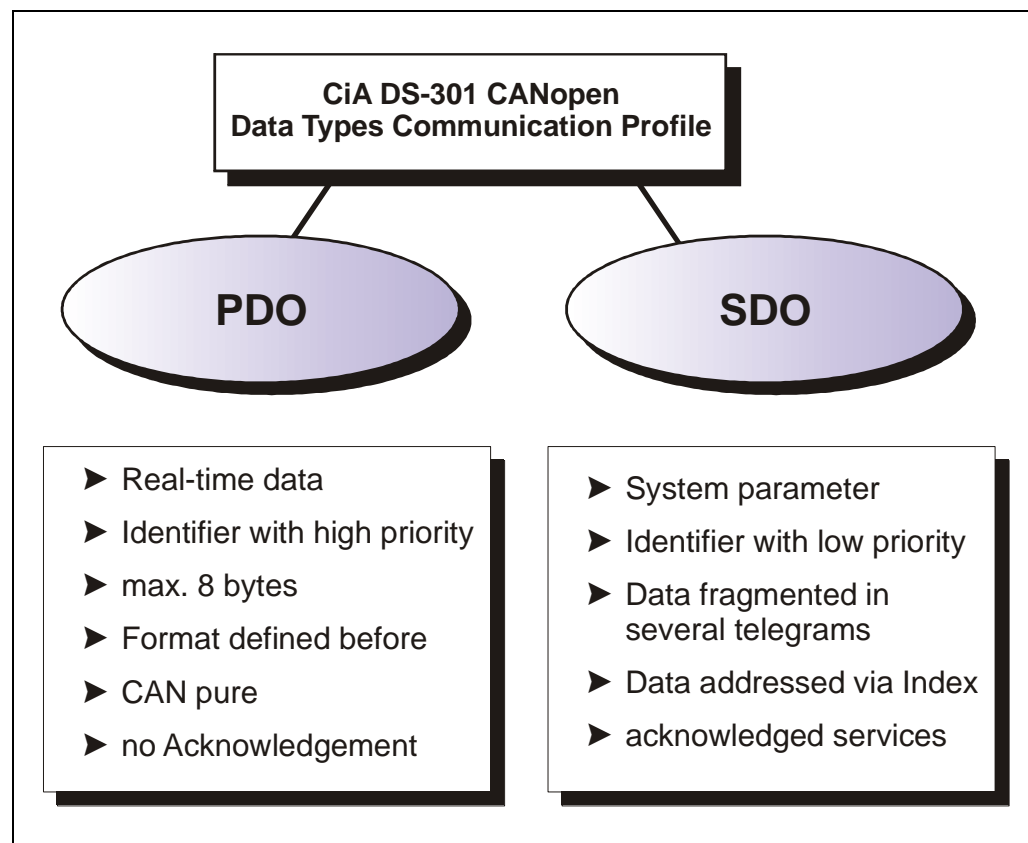 CiA DS-301 CANopen
Data Types Communication Profile
PDO
SDO
➤ Real-time data
➤ Identifier with high priority
➤ max. 8 bytes
➤ Format defined before
➤ CAN pure
➤ no Acknowledgement
➤ System parameter
➤ Identifier with low priority
➤ Data fragmented in
several telegrams
➤ Data addressed via Index
➤ acknowledged services